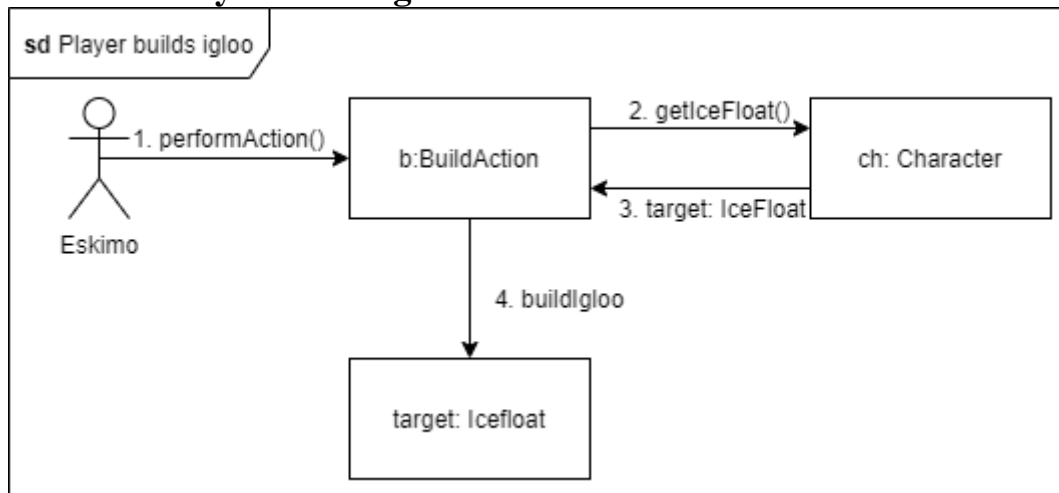 sd Player builds igloo
1. performAction()
b:BuildAction
2. getIceFloat()
ch: Character
3. target: IceFloat
Eskimo
4. buildIgloo
target: Icefloat